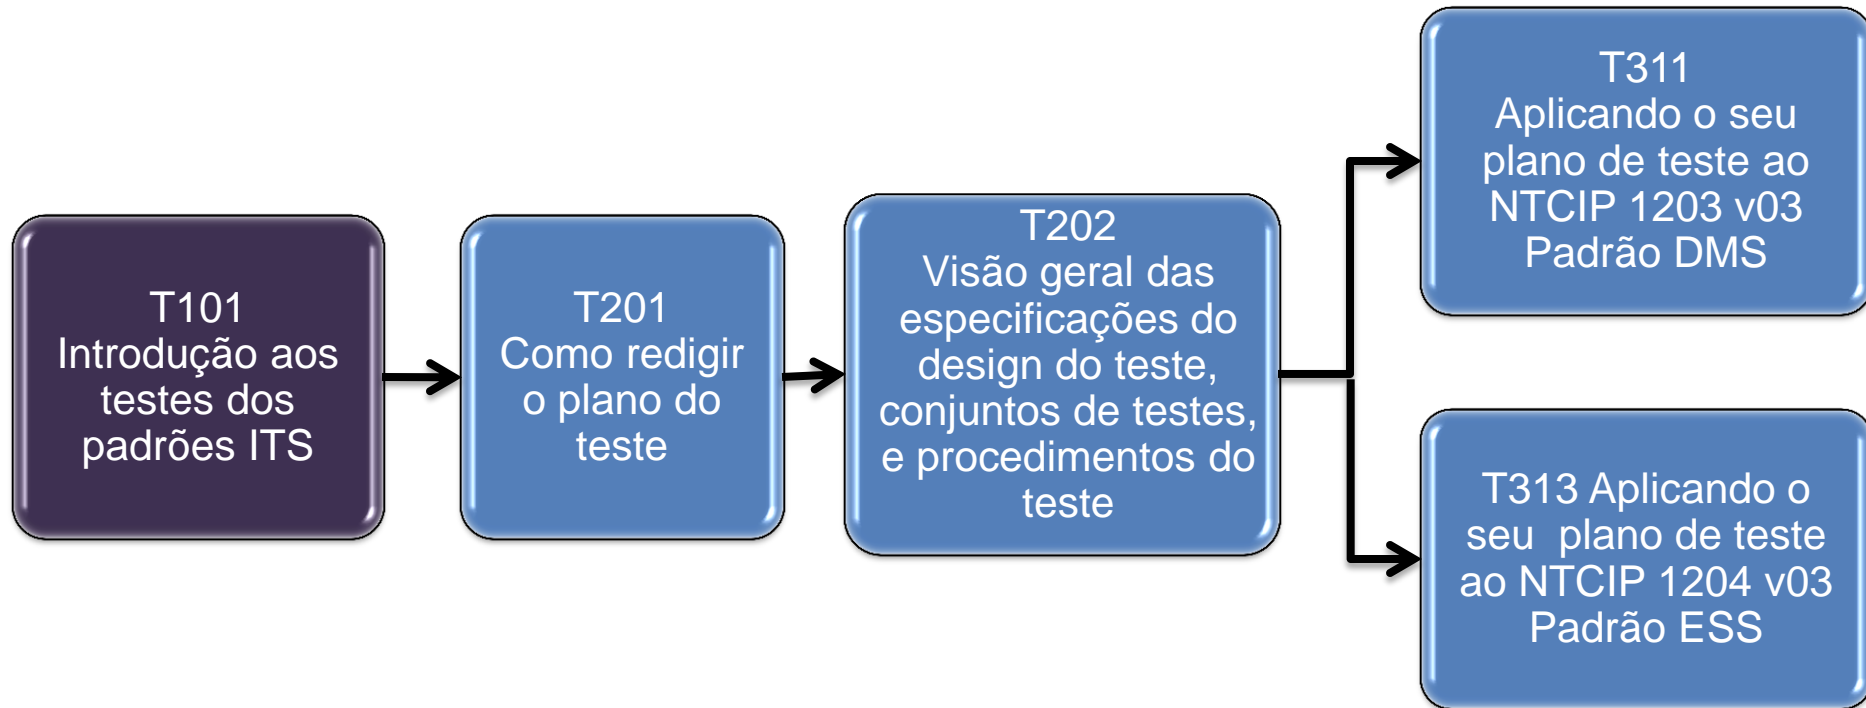 T101
Introdução aos
testes dos
padrões ITS
T201
Como redigir
o plano do
teste
T202
Visão geral das
especificações do
design do teste,
conjuntos de testes,
e procedimentos do
teste
T311
Aplicando o seu
plano de teste ao
NTCIP 1203 v03
Padrão DMS
T313 Aplicando o
seu  plano de teste
ao NTCIP 1204 v03
Padrão ESS